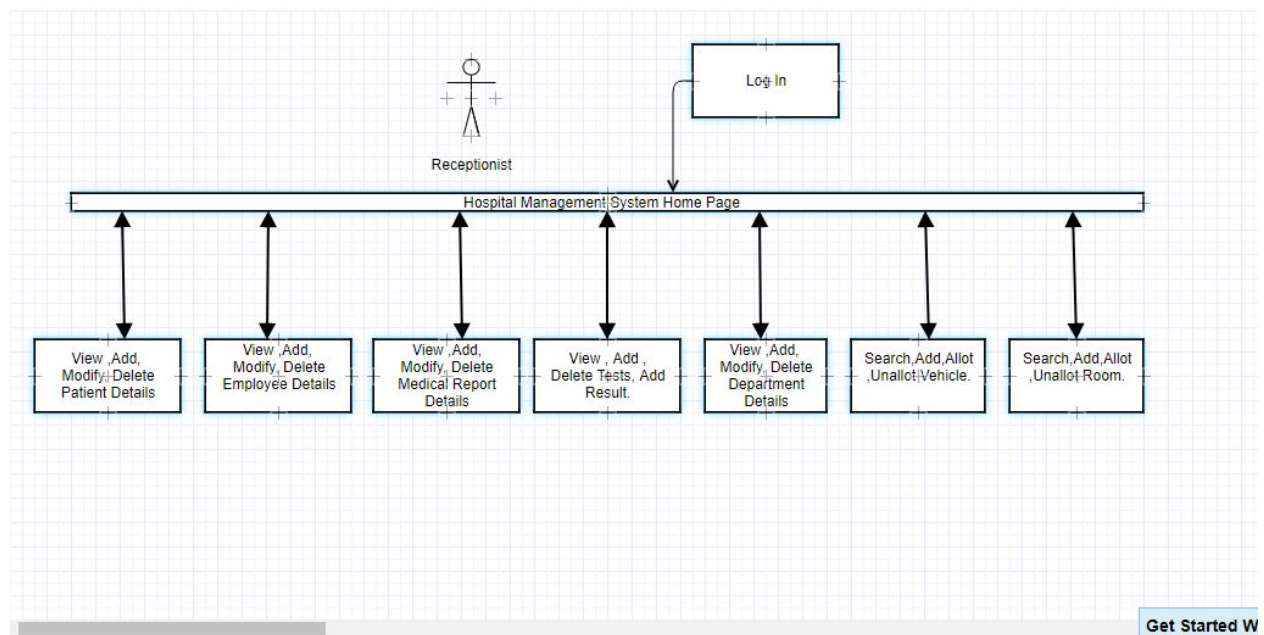 Log In
Receptionist
Hospital Management System Home Page
View ,Add,
Modify, Delete
Patient Details
View ,Add,
Modify, Delete
Employee Details
View ,Add,
Modify, Delete
Medical Report
Details
View , Add ,
Delete Tests, Add
Result.
View ,Add,
Modify, Delete
Department
Details
Search,Add,Allot
,Unallot Vehicle.
Search,Add,Allot
,Unallot Room.
Get Started W